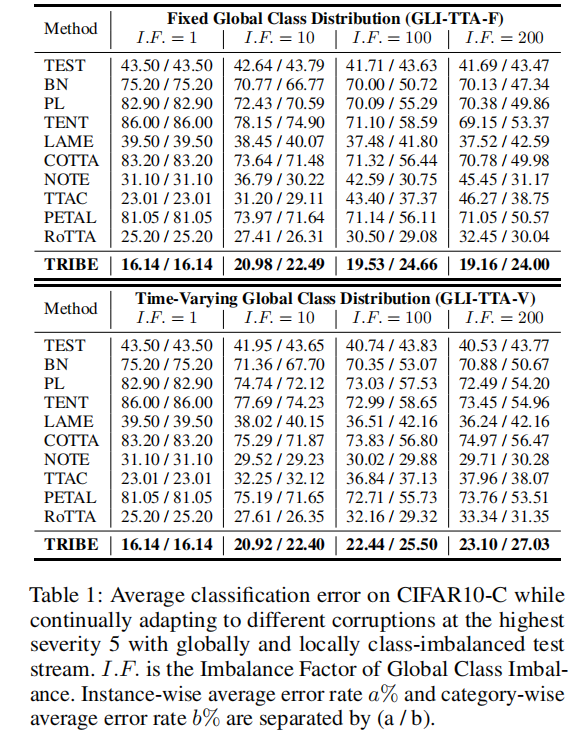 Method | Fixed Global Class Distribution (GLI-TTA-F)
I.F. = 1 | I.F. = 10 | I.F. = 100 | I.F. = 200
TEST | 43.50 / 43.50 | 42.64 / 43.79 | 41.71 / 43.63 | 41.69 / 43.47
BN | 75.20 / 75.20 | 70.77 / 66.77 | 70.00 / 50.72 | 70.13 / 47.34
PL | 82.90 / 82.90 | 72.43 / 70.59 | 70.09 / 55.29 | 70.38 / 49.86
TENT | 86.00 / 86.00 | 78.15 / 74.90 | 71.10 / 58.59 | 69.15 / 53.37
LAME | 39.50 / 39.50 | 38.45 / 40.07 | 37.48 / 41.80 | 37.52 / 42.59
COTTA | 83.20 / 83.20 | 73.64 / 71.48 | 71.32 / 56.44 | 70.78 / 49.98
NOTE | 31.10 / 31.10 | 36.79 / 30.22 | 42.59 / 30.75 | 45.45 / 31.17
TTAC | 23.01 / 23.01 | 31.20 / 29.11 | 43.40 / 37.37 | 46.27 / 38.75
PETAL | 81.05 / 81.05 | 73.97 / 71.64 | 71.14 / 56.11 | 71.05 / 50.57
RoTTA | 25.20 / 25.20 | 27.41 / 26.31 | 30.50 / 29.08 | 32.45 / 30.04
TRIBE | 16.14 / 16.14 | 20.98 / 22.49 | 19.53 / 24.66 | 19.16 / 24.00
Method | Time-Varying Global Class Distribution (GLI-TTA-V)
I.F. = 1 | I.F. = 10 | I.F. = 100 | I.F. = 200
TEST | 43.50 / 43.50 | 41.95 / 43.65 | 40.74 / 43.83 | 40.53 / 43.77
BN | 75.20 / 75.20 | 71.36 / 67.70 | 70.35 / 53.07 | 70.88 / 50.67
PL | 82.90 / 82.90 | 74.74 / 72.12 | 73.03 / 57.53 | 72.49 / 54.20
TENT | 86.00 / 86.00 | 77.69 / 74.23 | 72.99 / 58.65 | 73.45 / 54.96
LAME | 39.50 / 39.50 | 38.02 / 40.15 | 36.51 / 42.16 | 36.24 / 42.16
COTTA | 83.20 / 83.20 | 75.29 / 71.87 | 73.83 / 56.80 | 74.97 / 56.47
NOTE | 31.10 / 31.10 | 29.52 / 29.23 | 30.02 / 29.88 | 29.71 / 30.28
TTAC | 23.01 / 23.01 | 32.25 / 32.12 | 36.84 / 37.13 | 37.96 / 38.07
PETAL | 81.05 / 81.05 | 75.19 / 71.65 | 72.71 / 55.73 | 73.76 / 53.51
RoTTA | 25.20 / 25.20 | 27.61 / 26.35 | 32.16 / 29.32 | 33.34 / 31.35
TRIBE | 16.14 / 16.14 | 20.92 / 22.40 | 22.44 / 25.50 | 23.10 / 27.03
Table 1: Average classification error on CIFAR10-C while
continually adapting to different corruptions at the highest
severity 5 with globally and locally class-imbalanced test
stream. I.F. is the Imbalance Factor of Global Class Imbal-
ance. Instance-wise average error rate a% and category-wise
average error rate b% are separated by (a / b).